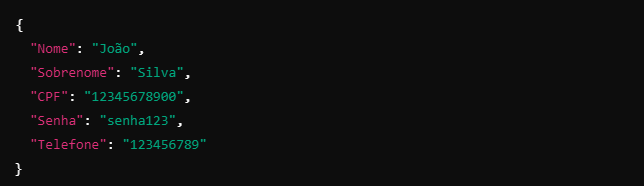 {
"Nome": "João",
"Sobrenome": "Silva",
"CPF": "12345678900",
"Senha": "senha123",
"Telefone": "123456789"
}